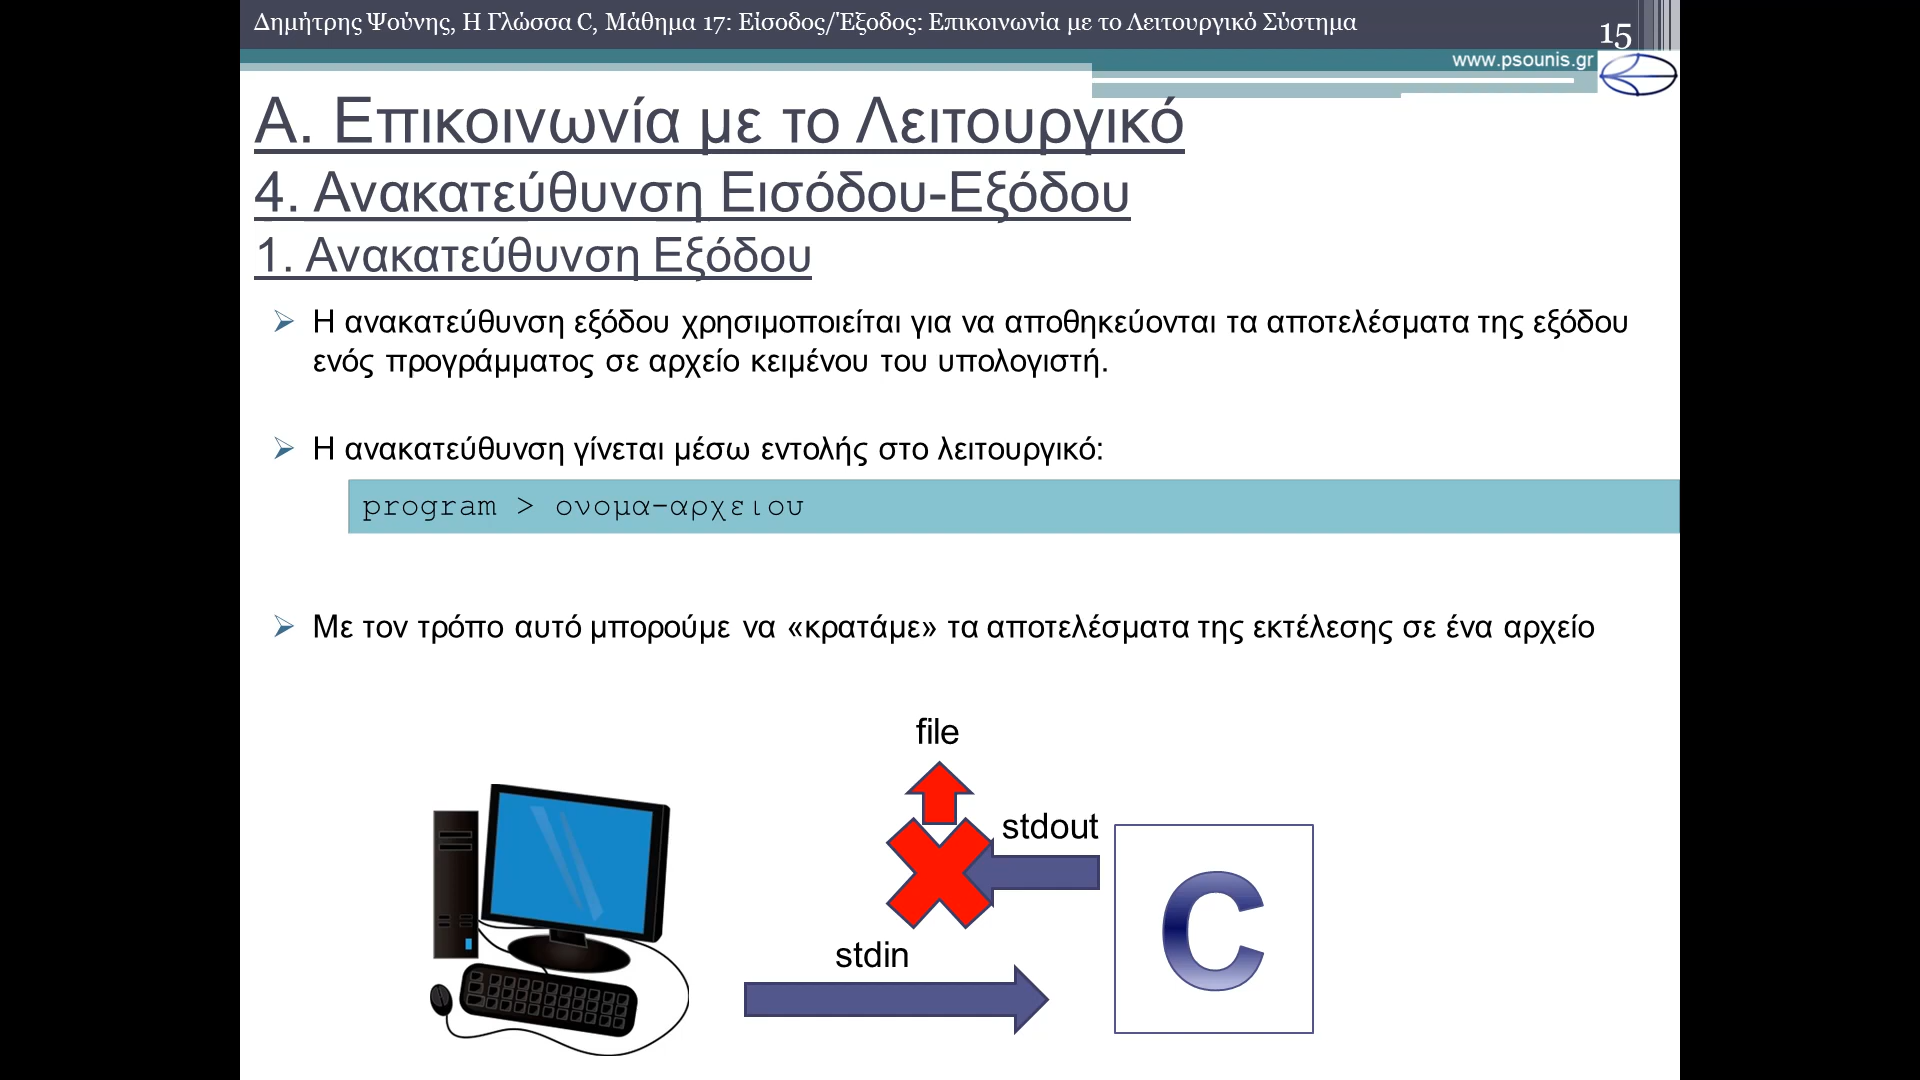 Δημήτρης Ψούνης, Η Γλώσσα C, Μάθημα 17: Είσοδος/Έξοδος: Επικοινωνία με το Λειτουργικό Σύστημα
15
www.psounis.gr
Α. Επικοινωνία με το Λειτουργικό
4. Ανακατεύθυνση Εισόδου-Εξόδου
1. Ανακατεύθυνση Εξόδου
Η ανακατεύθυνση εξόδου χρησιμοποιείται για να αποθηκεύονται τα αποτελέσματα της εξόδου
ενός προγράμματος σε αρχείο κειμένου του υπολογιστή.
Η ανακατεύθυνση γίνεται μέσω εντολής στο λειτουργικό:
program > ονομα-αρχειου
Με τον τρόπο αυτό μπορούμε να «κρατάμε» τα αποτελέσματα της εκτέλεσης σε ένα αρχείο
file
stdout
C
stdin